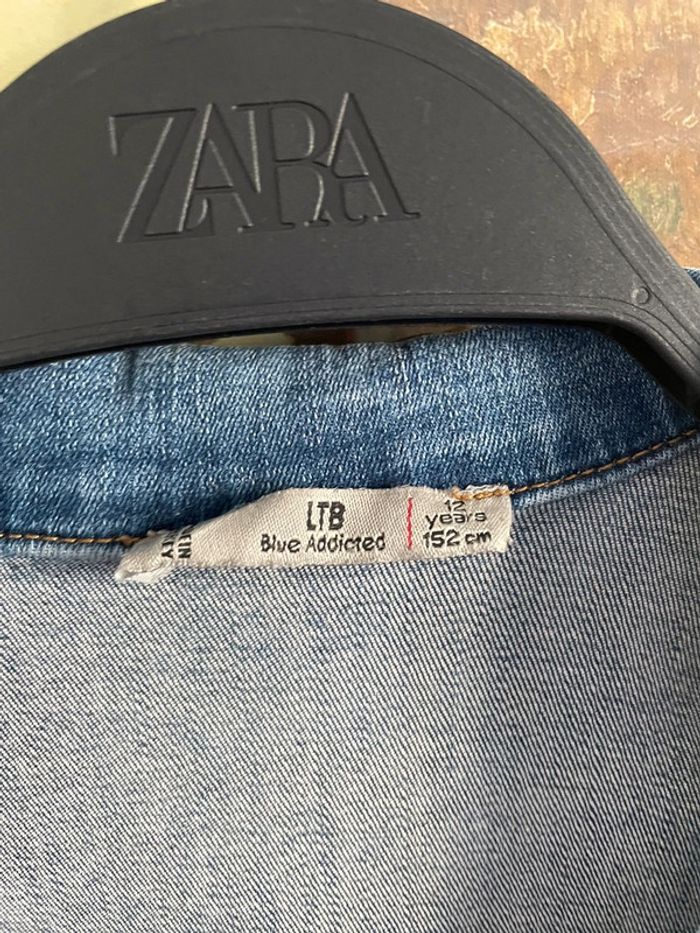 ZARA
LTB
Blue Addicted
12
years
152 cm